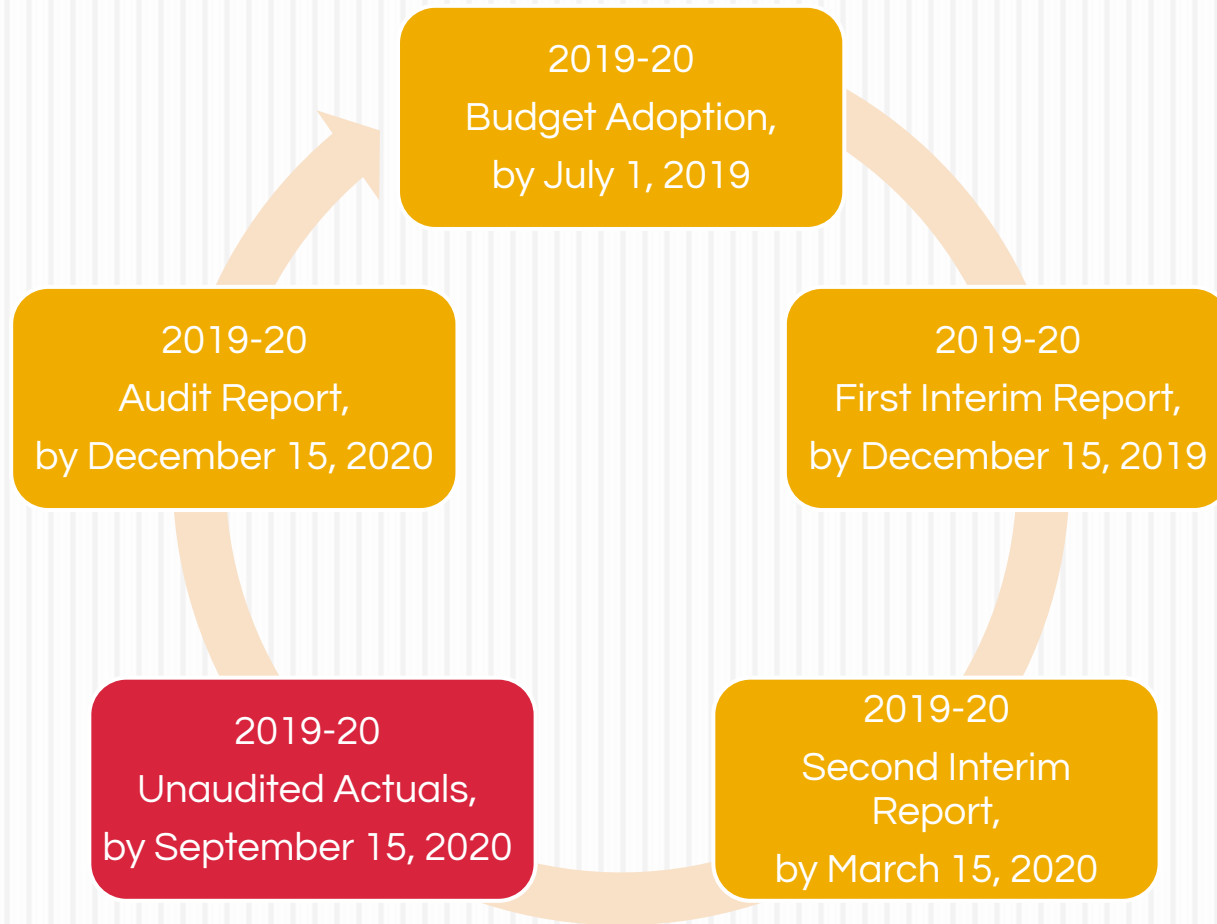 2019-20
Budget Adoption,
by July 1, 2019
2019-20
First Interim Report,
by December 15, 2019
2019-20
Second Interim
Report,
by March 15, 2020
2019-20
Unaudited Actuals,
by September 15, 2020
2019-20
Audit Report,
by December 15, 2020